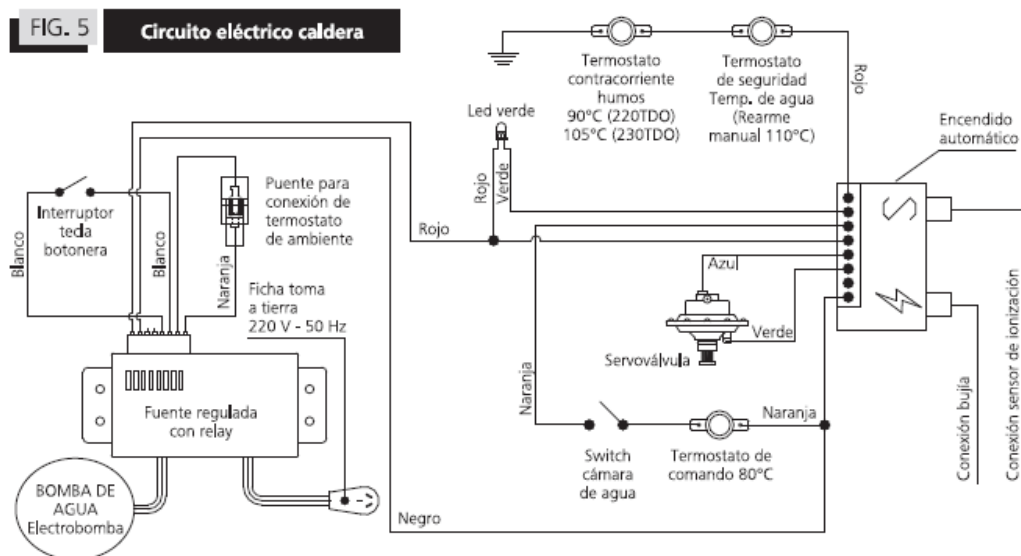 FIG. 5
Circuito eléctrico caldera
Termostato
contracorriente
humos
90°C (220TDO)
105°C (230TDO)
Termostato
de seguridad
Temp. de agua
(Rearme
manual 110°C)
Rojo
Led verde
Rojo
Verde
Encendido
automático
Interruptor
tecla
botonera
Blanco
Blanco
Puente para
conexión de
termostato
de ambiente
Naranja
Rojo
Ficha toma
a tierra
220 V - 50 Hz
Azul
Verde
Servoválvula
Fuente regulada
con relay
Naranja
Naranja
Switch
cámara
de agua
Termostato de
comando 80°C
BOMBA DE
AGUA
Electrobomba
Negro
Conexión bujía
Conexión sensor de ionización